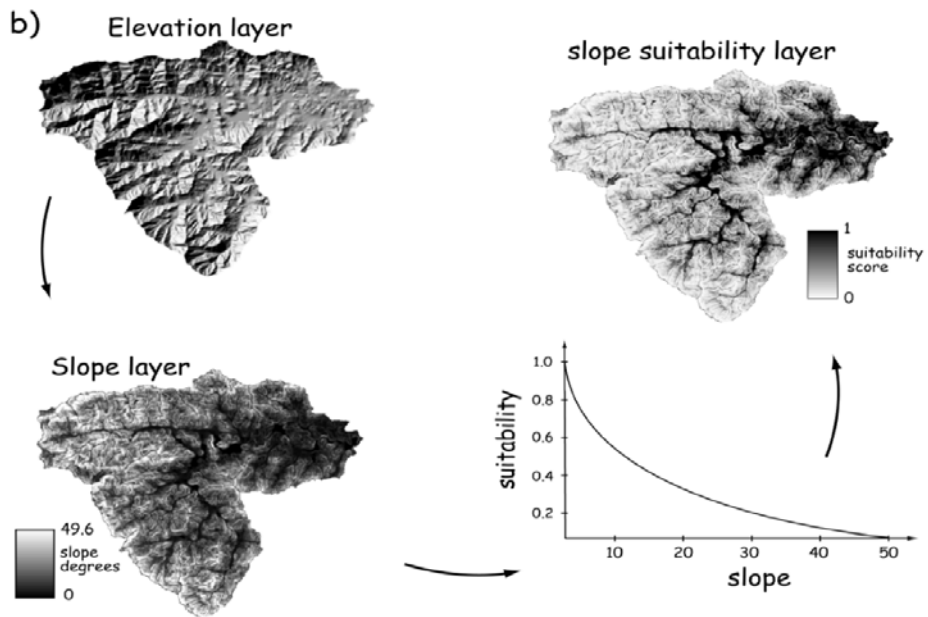 b)
Elevation layer
slope suitability layer
1
suitability
score
0
Slope layer
49.6
slope
degrees
0
1.0
0.8
0.6
0.4
0.2
suitability
10
20
30
40
50
slope